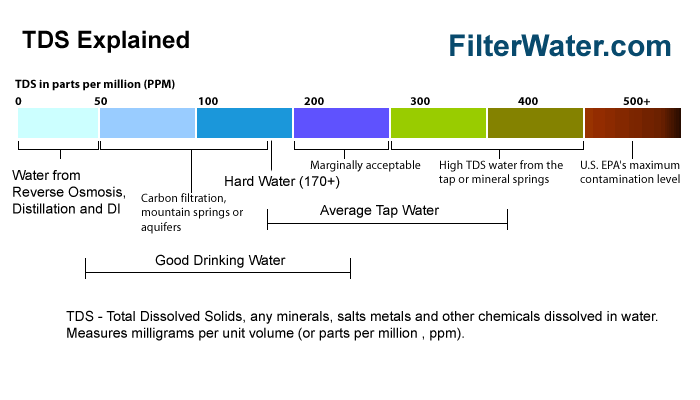 TDS Explained
FilterWater.com
TDS in parts per million (PPM)
0 50 100 200 300 400 500+
Water from
Reverse Osmosis,
Distillation and DI
Carbon filtration,
mountain springs or
aquifers
Hard Water (170+)
Marginally acceptable
High TDS water from the
tap or mineral springs
U.S. EPA's maximum
contamination level
Average Tap Water
Good Drinking Water
TDS - Total Dissolved Solids, any minerals, salts metals and other chemicals dissolved in water.
Measures milligrams per unit volume (or parts per million , ppm).